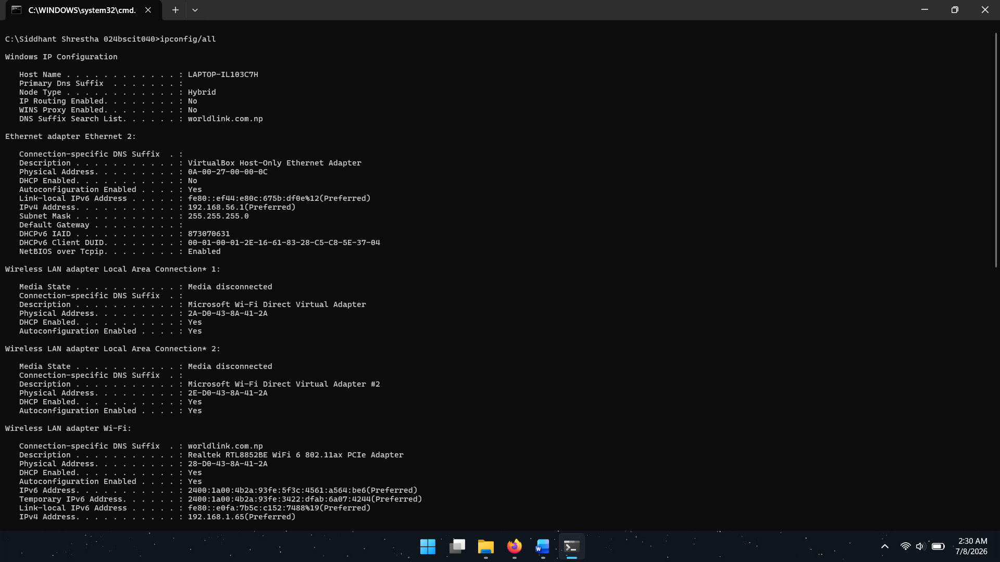 C:\WINDOWS\system32\cmd.
C:\Siddhant Shrestha 024bscit040>ipconfig/all
Windows IP Configuration
Host Name . . . . . . . . . . . . : LAPTOP-IL103C7H
Primary Dns Suffix  . . . . . . . :
Node Type . . . . . . . . . . . . : Hybrid
IP Routing Enabled. . . . . . . . : No
WINS Proxy Enabled. . . . . . . . : No
DNS Suffix Search List. . . . . . : worldlink.com.np
Ethernet adapter Ethernet 2:
Connection-specific DNS Suffix  . :
Description . . . . . . . . . . . : VirtualBox Host-Only Ethernet Adapter
Physical Address. . . . . . . . . : 0A-00-27-00-00-0C
DHCP Enabled. . . . . . . . . . . : No
Autoconfiguration Enabled . . . . : Yes
Link-local IPv6 Address . . . . . : fe80::ef44:e80c:675b:df0e%12(Preferred)
IPv4 Address. . . . . . . . . . . : 192.168.56.1(Preferred)
Subnet Mask . . . . . . . . . . . : 255.255.255.0
Default Gateway . . . . . . . . . :
DHCPv6 IAID . . . . . . . . . . . : 873070631
DHCPv6 Client DUID. . . . . . . . : 00-01-00-01-2E-16-61-83-28-C5-C8-5E-37-04
NetBIOS over Tcpip. . . . . . . . : Enabled
Wireless LAN adapter Local Area Connection* 1:
Media State . . . . . . . . . . . : Media disconnected
Connection-specific DNS Suffix  . :
Description . . . . . . . . . . . : Microsoft Wi-Fi Direct Virtual Adapter
Physical Address. . . . . . . . . : 2A-D0-43-8A-41-2A
DHCP Enabled. . . . . . . . . . . : Yes
Autoconfiguration Enabled . . . . : Yes
Wireless LAN adapter Local Area Connection* 2:
Media State . . . . . . . . . . . : Media disconnected
Connection-specific DNS Suffix  . :
Description . . . . . . . . . . . : Microsoft Wi-Fi Direct Virtual Adapter #2
Physical Address. . . . . . . . . : 2E-D0-43-8A-41-2A
DHCP Enabled. . . . . . . . . . . : Yes
Autoconfiguration Enabled . . . . : Yes
Wireless LAN adapter Wi-Fi:
Connection-specific DNS Suffix  . : worldlink.com.np
Description . . . . . . . . . . . : Realtek RTL8852BE WiFi 6 802.11ax PCIe Adapter
Physical Address. . . . . . . . . : 28-D0-43-8A-41-2A
DHCP Enabled. . . . . . . . . . . : Yes
Autoconfiguration Enabled . . . . : Yes
IPv6 Address. . . . . . . . . . . : 2400:1a00:4b2a:93fe:5f3c:4561:a564:be6(Preferred)
Temporary IPv6 Address. . . . . . : 2400:1a00:4b2a:93fe:3422:dfab:6a07:4244(Preferred)
Link-local IPv6 Address . . . . . : fe80::e0fa:7b5c:c152:7488%19(Preferred)
IPv4 Address. . . . . . . . . . . : 192.168.1.65(Preferred)
2:30 AM
7/8/2026